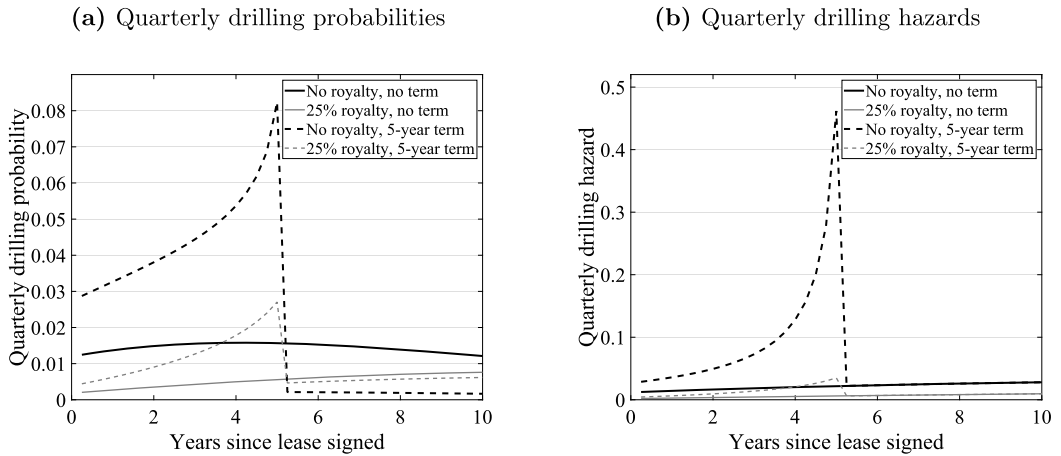 (a) Quarterly drilling probabilities
Quarterly drilling probability
0.08
0.07
0.06
0.05
0.04
0.03
0.02
0.01
0
No royalty, no term
25% royalty, no term
No royalty, 5-year term
25% royalty, 5-year term
0 2 4 6 8 10
Years since lease signed
(b) Quarterly drilling hazards
Quarterly drilling hazard
0.5
0.4
0.3
0.2
0.1
0
No royalty, no term
25% royalty, no term
No royalty, 5-year term
25% royalty, 5-year term
0 2 4 6 8 10
Years since lease signed